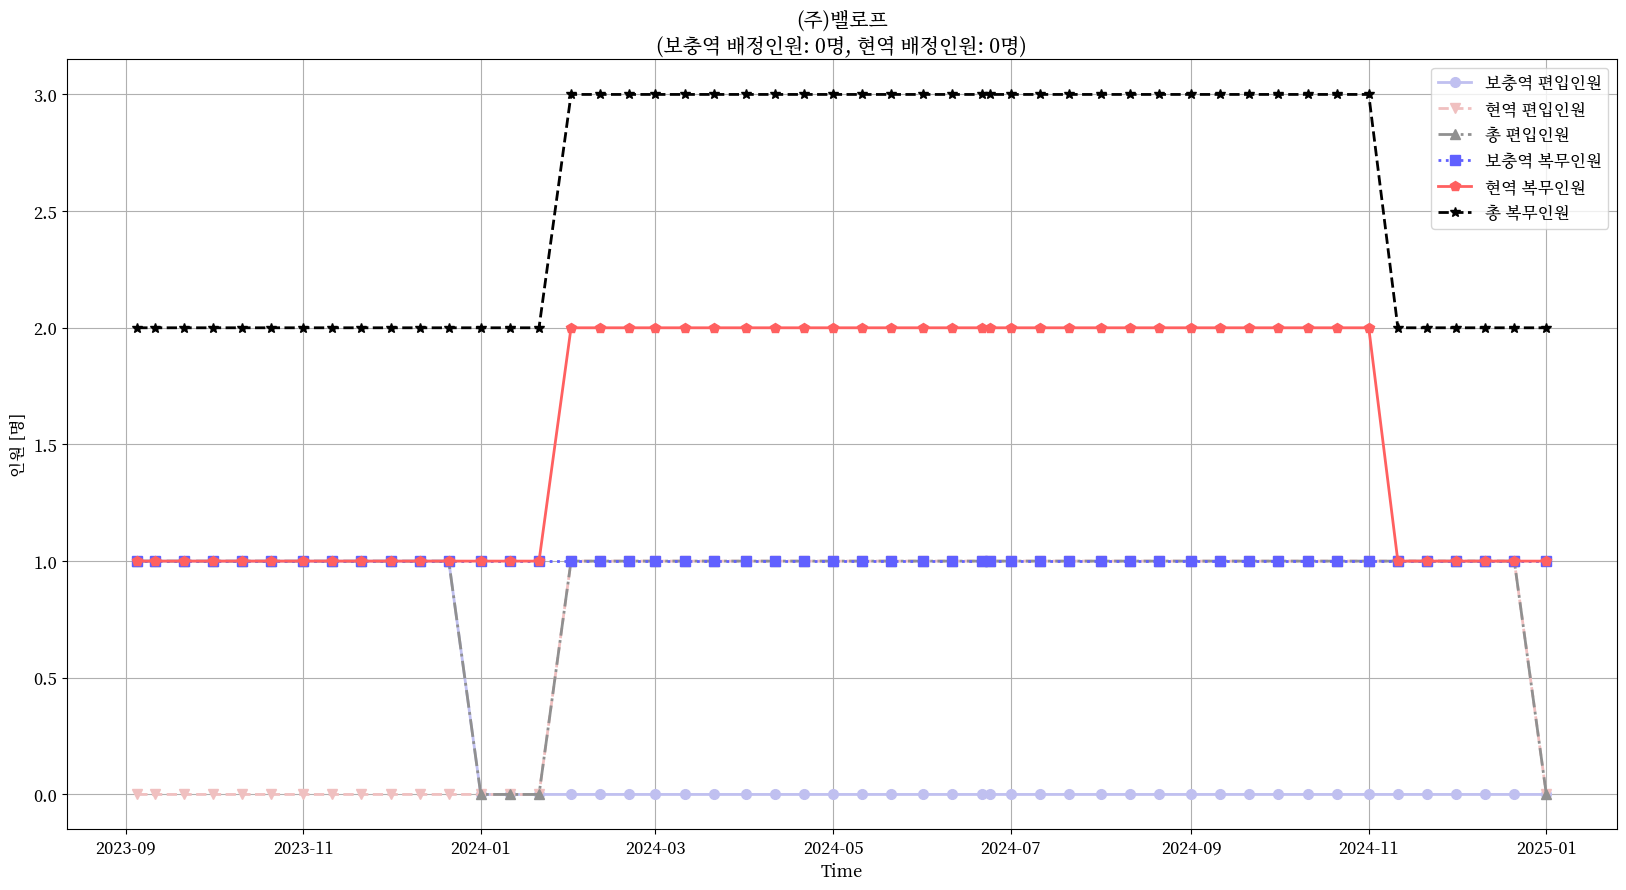 (주)밸로프
(보충역 배정인원: 0명, 현역 배정인원: 0명)
3.0
2.5
2.0
1.5
1.0
0.5
0.0
인원 [명]
보충역 편입인원
현역 편입인원
총 편입인원
보충역 복무인원
현역 복무인원
총 복무인원
2023-09 2023-11 2024-01 2024-03 2024-05 2024-07 2024-09 2024-11 2025-01
Time